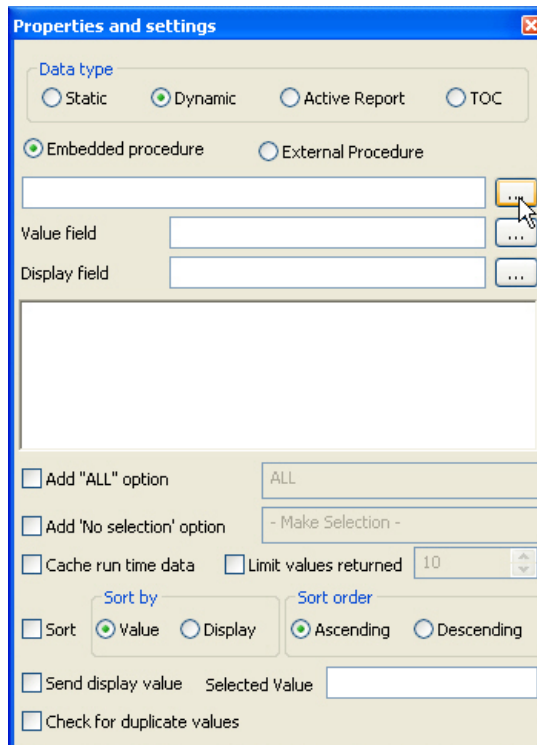 Properties and settings
Data type
Static Dynamic Active Report TOC
Embedded procedure External Procedure
...
Value field ...
Display field ...
Add "ALL" option ALL
Add 'No selection' option - Make Selection -
Cache run time data Limit values returned 10
Sort by Sort order
Sort Value Display Ascending Descending
Send display value Selected Value
Check for duplicate values